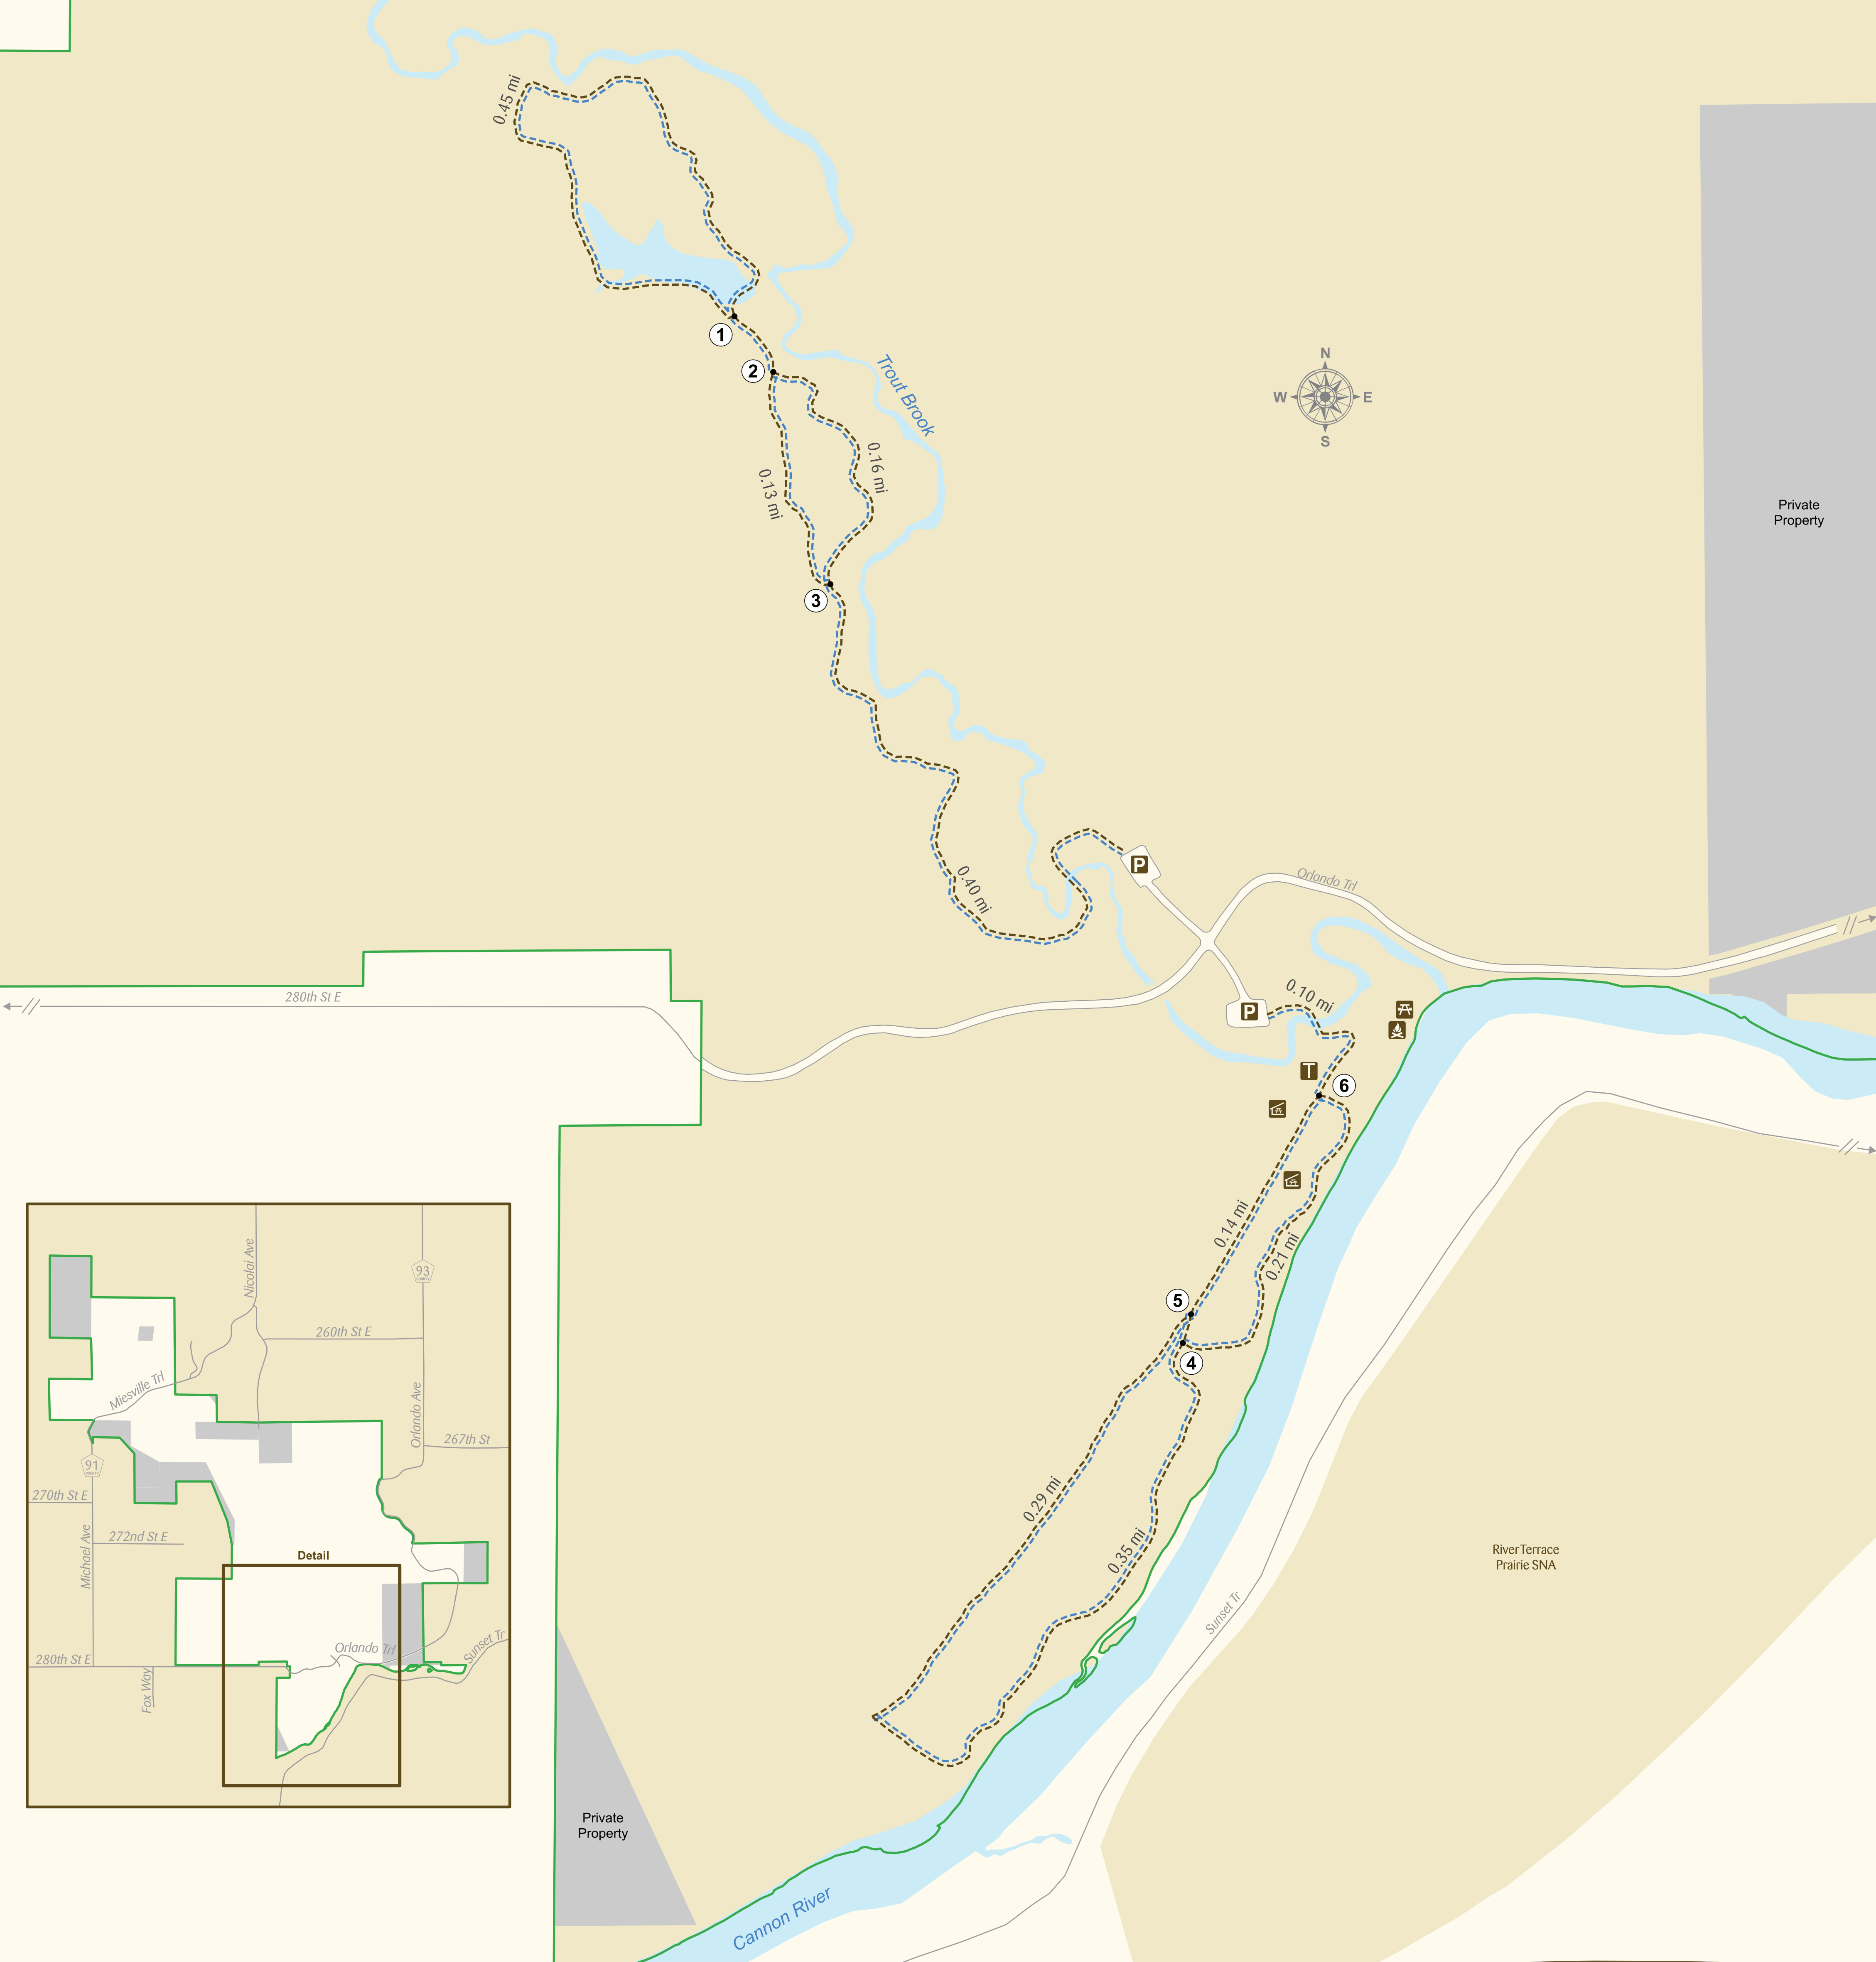 0.45 mi
1
2
Trout Brook
N
W
E
S
0.16 mi
0.13 mi
Private
Property
3
P
Orlando Trl
0.40 mi
280th St E
0.10 mi
P
T
6
0.14 mi
0.21 mi
5
4
0.29 mi
0.35 mi
Sunset Tr
RiverTerrace
Prairie SNA
Private
Property
Cannon River
Nicolai Ave
93
COUNTY
260th St E
Miesville Trl
Orlando Ave
267th St
91
COUNTY
270th St E
272nd St E
Michael Ave
Detail
Orlando Trl
Sunset Tr
280th St E
Fox Way